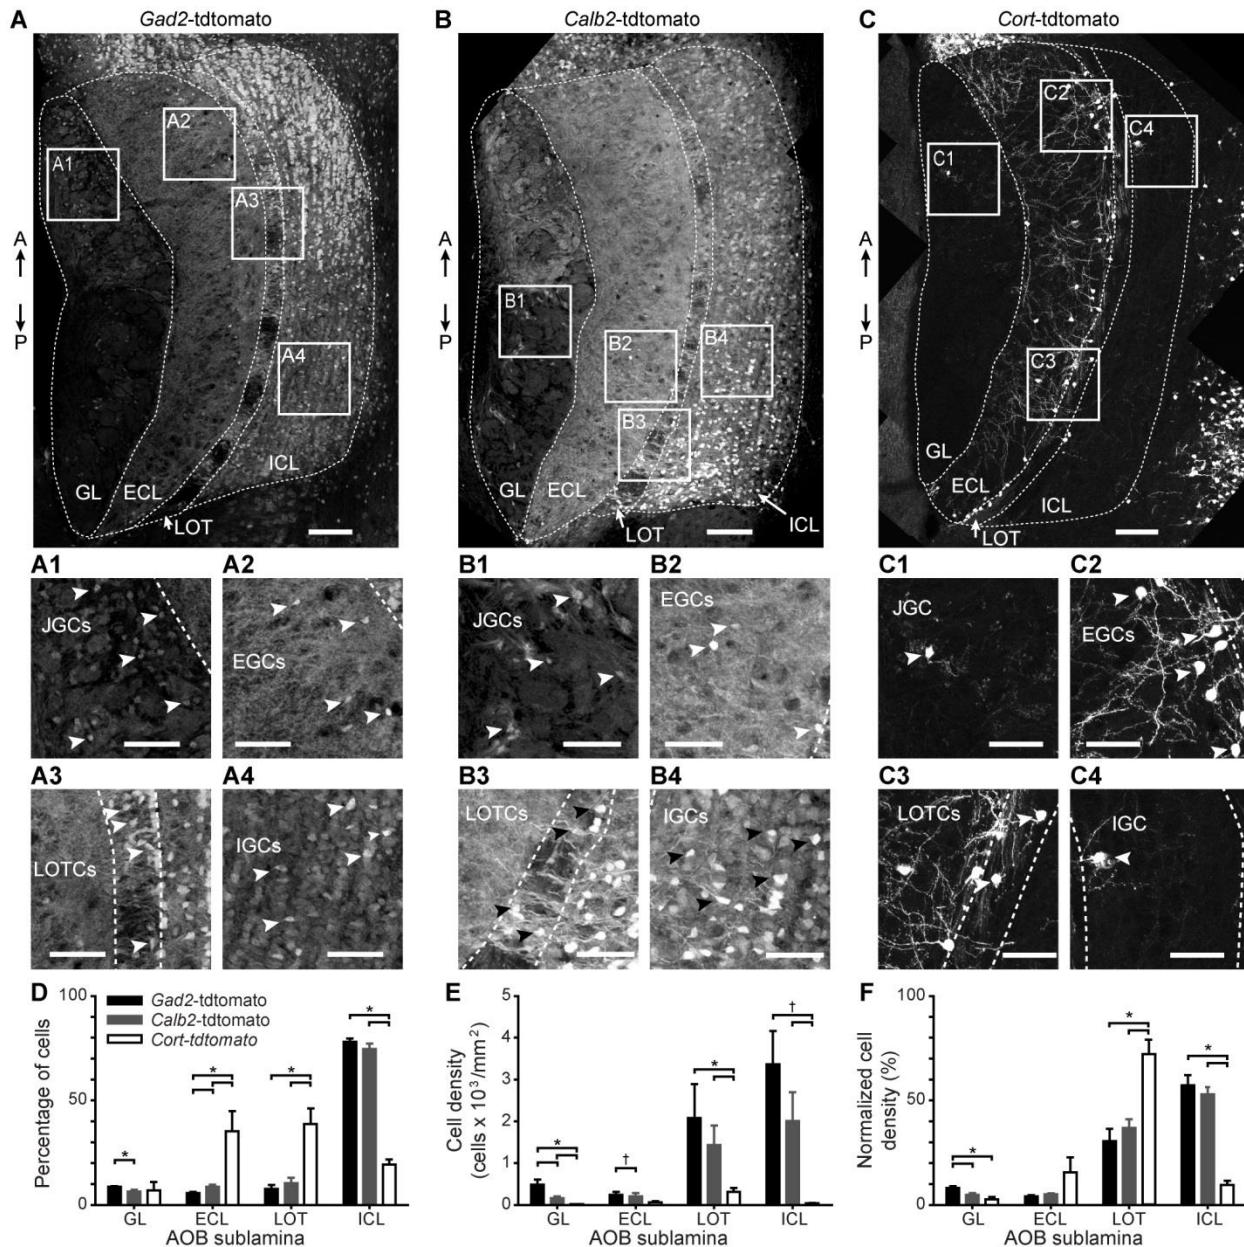 A Gad2-tdtomato
B Calb2-tdtomato
C Cort-tdtomato
A1
A2
A3
A4
A
P
GL
ECL
LOT
ICL
B1
B2
B3
B4
A
P
GL
ECL
LOT
ICL
C1
C2
C3
C4
A
P
GL
ECL
LOT
ICL
A1
JGCs
A2
EGCs
B1
JGCs
B2
EGCs
C1
JGC
C2
EGCs
A3
LOTCs
A4
IGCs
B3
LOTCs
B4
IGCs
C3
LOTCs
C4
IGC
D
Percentage of cells
100
50
0
Gad2-tdtomato
Calb2-tdtomato
Cort-tdtomato
*
*
*
*
GL ECL LOT ICL
AOB sublamina
E
Cell density
(cells x 10³/mm²)
5
4
3
2
1
0
*
†
*
†
GL ECL LOT ICL
AOB sublamina
F
Normalized cell
density (%)
100
50
0
*
*
*
GL ECL LOT ICL
AOB sublamina